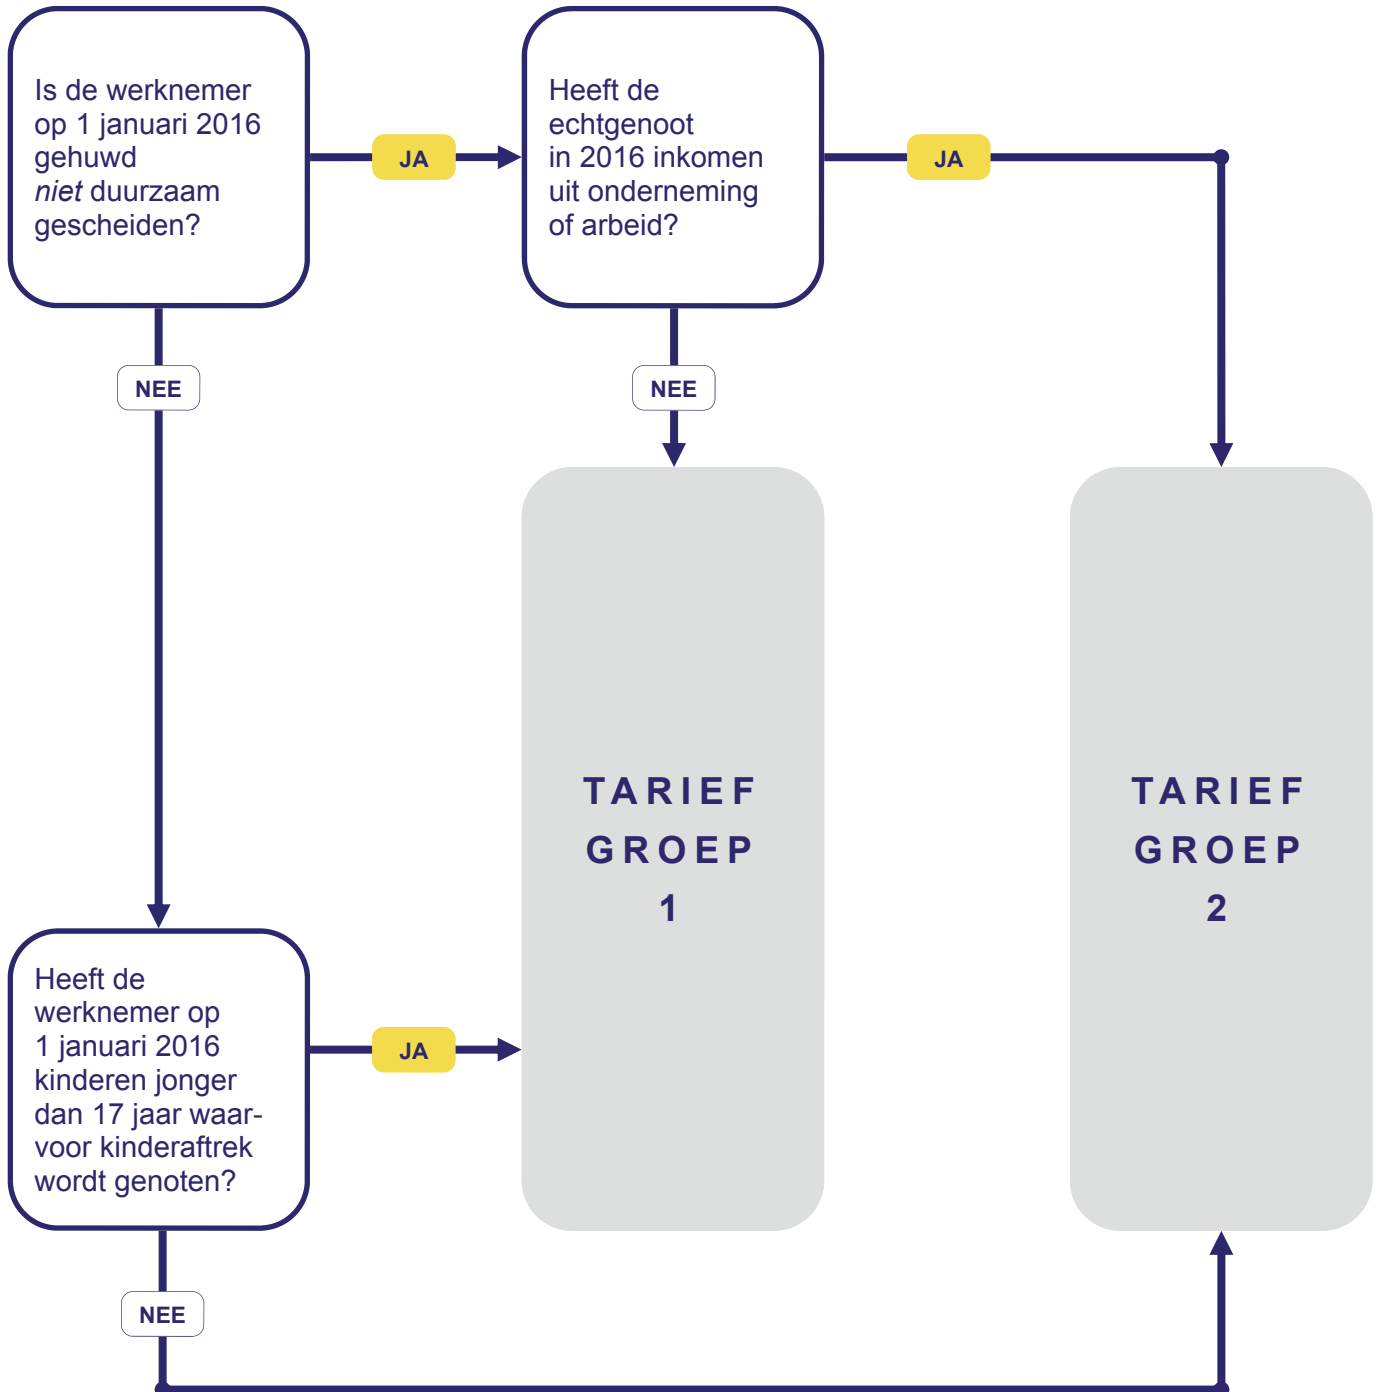 Is de werknemer
op 1 januari 2016
gehuwd
niet duurzaam
gescheiden?
JA
Heeft de
echtgenoot
in 2016 inkomen
uit onderneming
of arbeid?
JA
NEE
NEE
TARIEF
GROEP
1
TARIEF
GROEP
2
Heeft de
werknemer op
1 januari 2016
kinderen jonger
dan 17 jaar waar-
voor kinderaftrek
wordt genoten?
JA
NEE